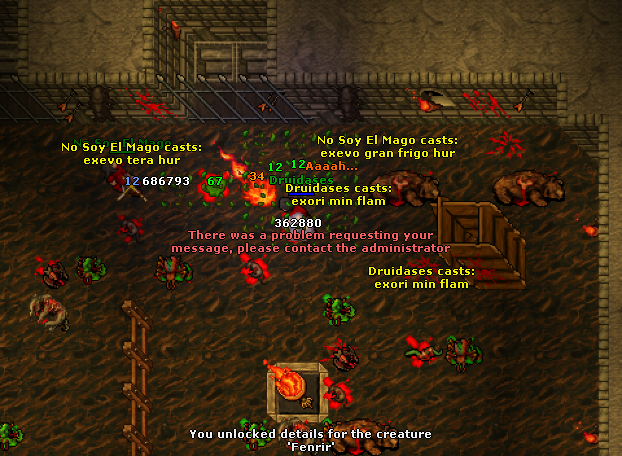 No Soy El Mago casts:
exevo tera hur
No Soy El Mago casts:
exevo gran frigo hur
12 12 Aaaah...
12 686793 67 34 Druidases
Druidases casts:
exori min flam
362880
There was a problem requesting your
message, please contact the administrator
Druidases casts:
exori min flam
You unlocked details for the creature
'Fenrir'